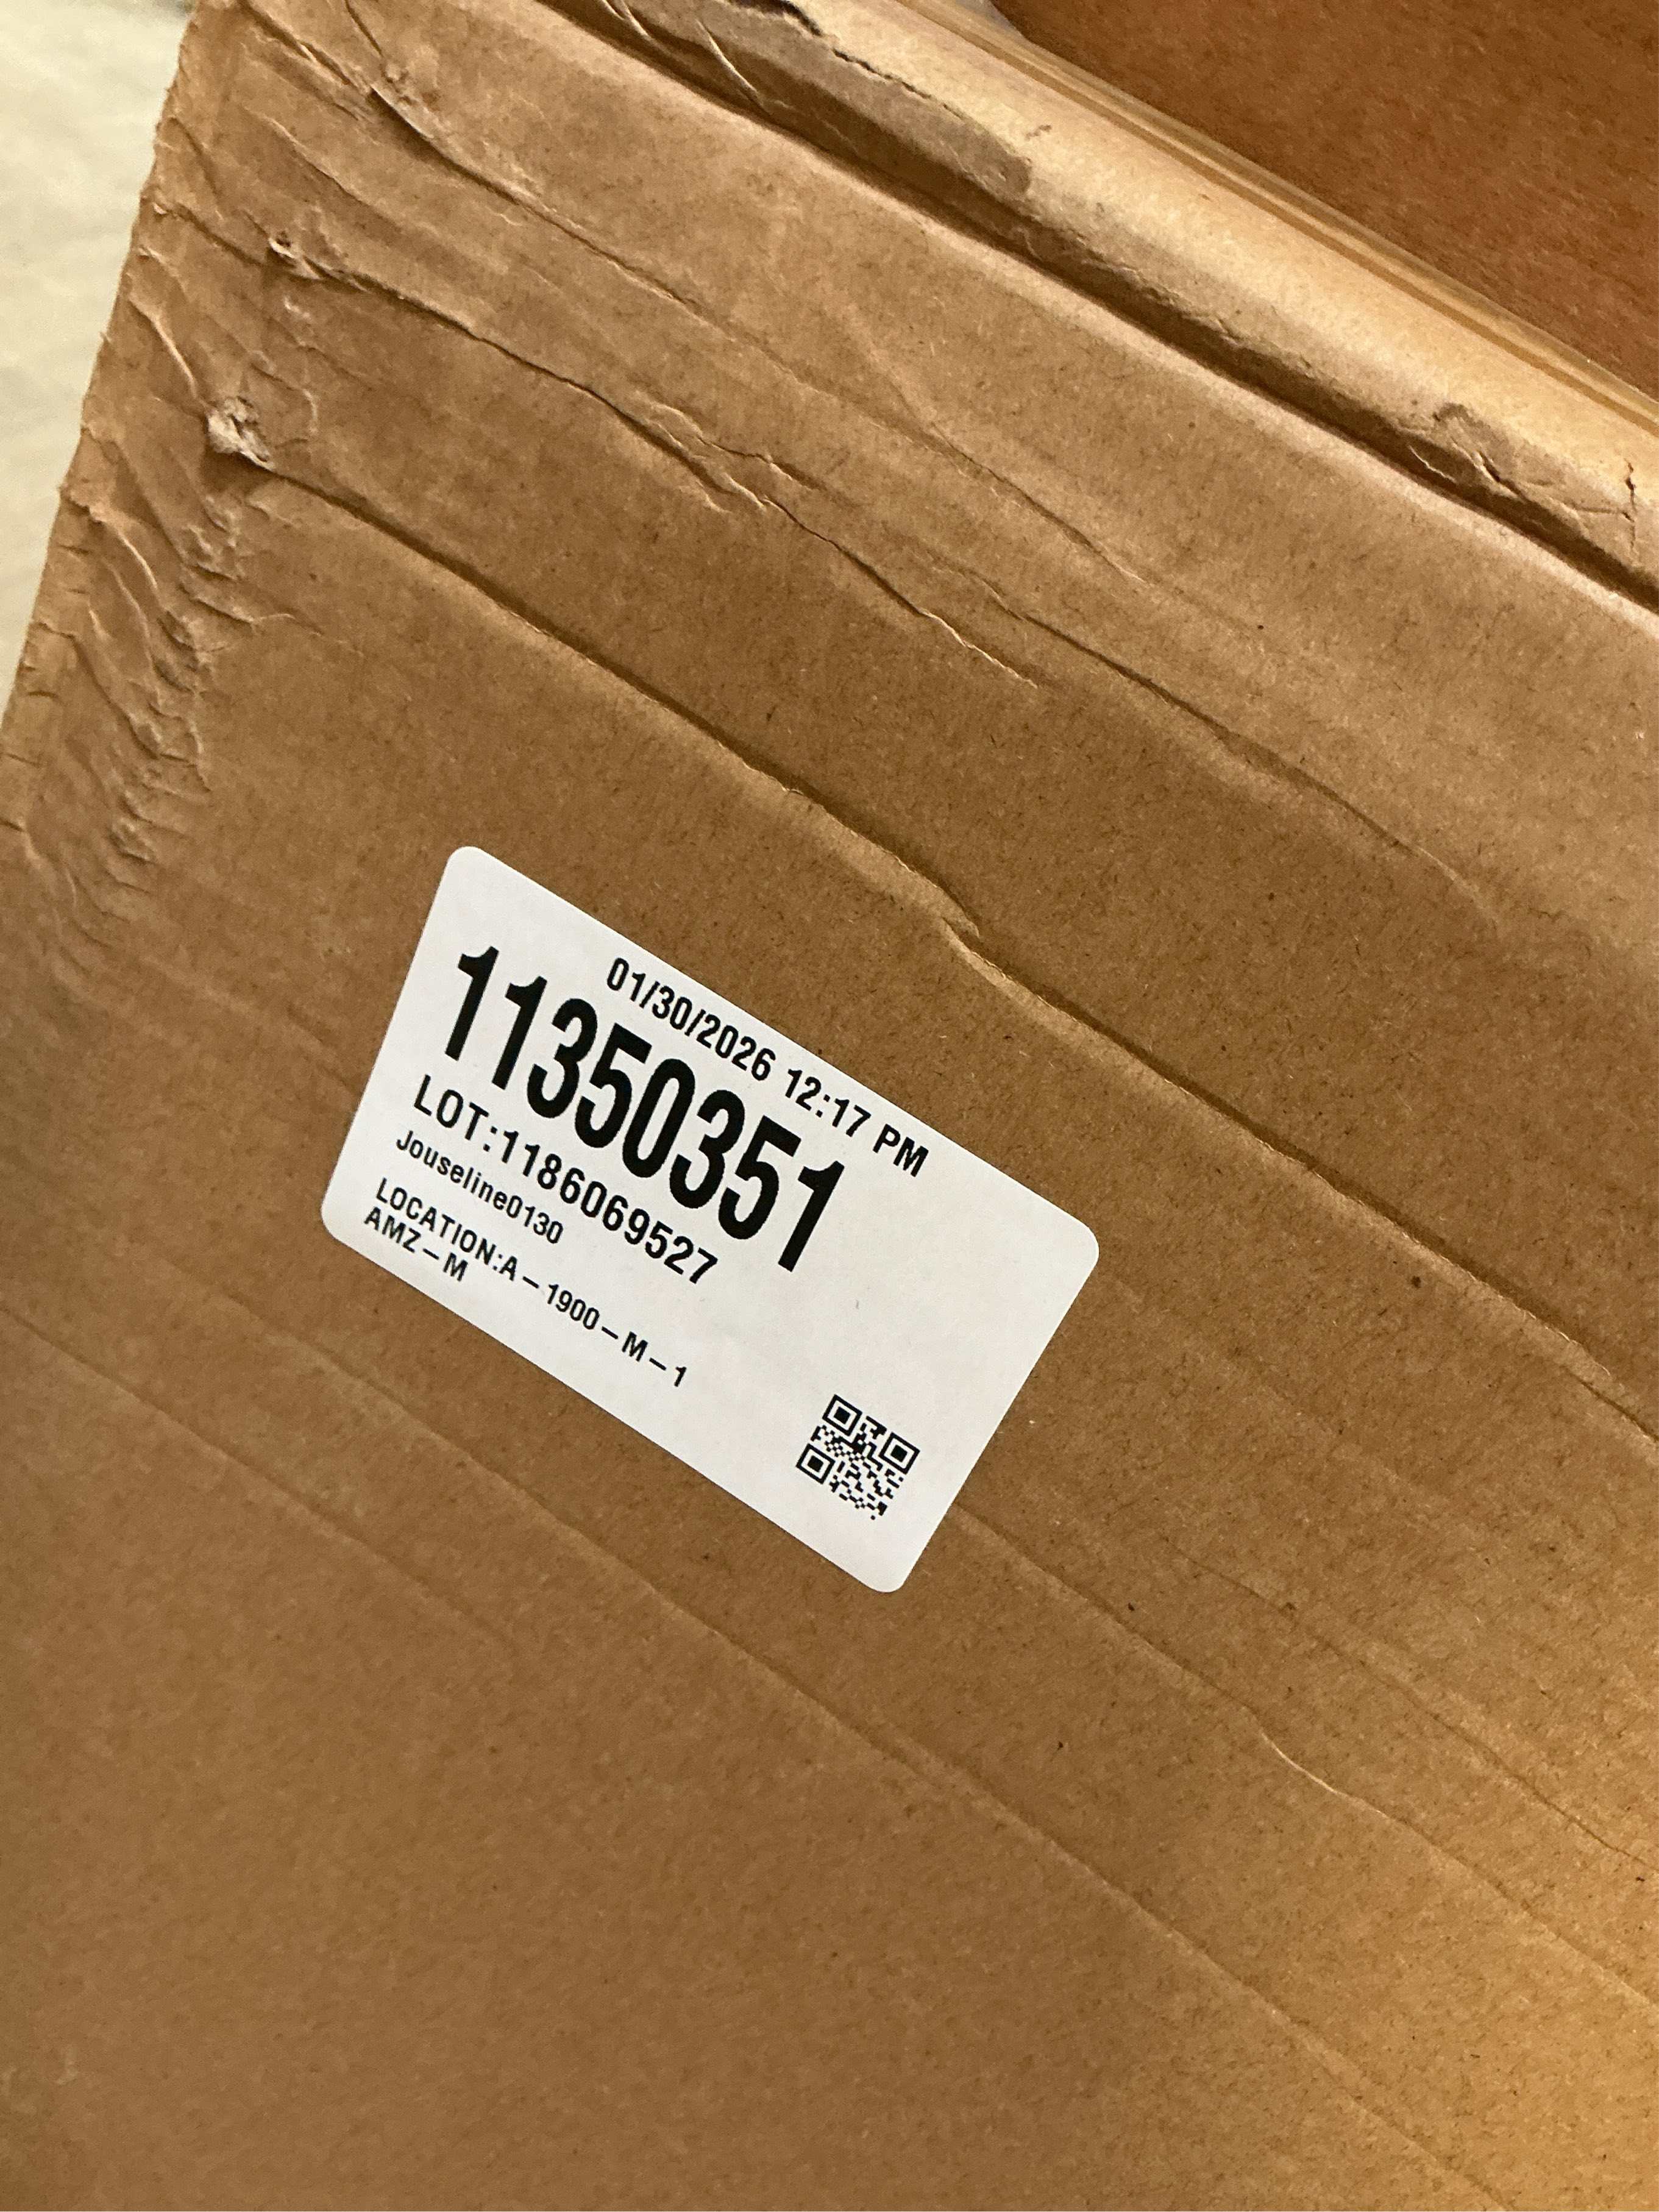 01/30/2026 12:17 PM
11350351
LOT:1186069527
Jouseline0130
LOCATION:A-1900-M-1
AMZ-M